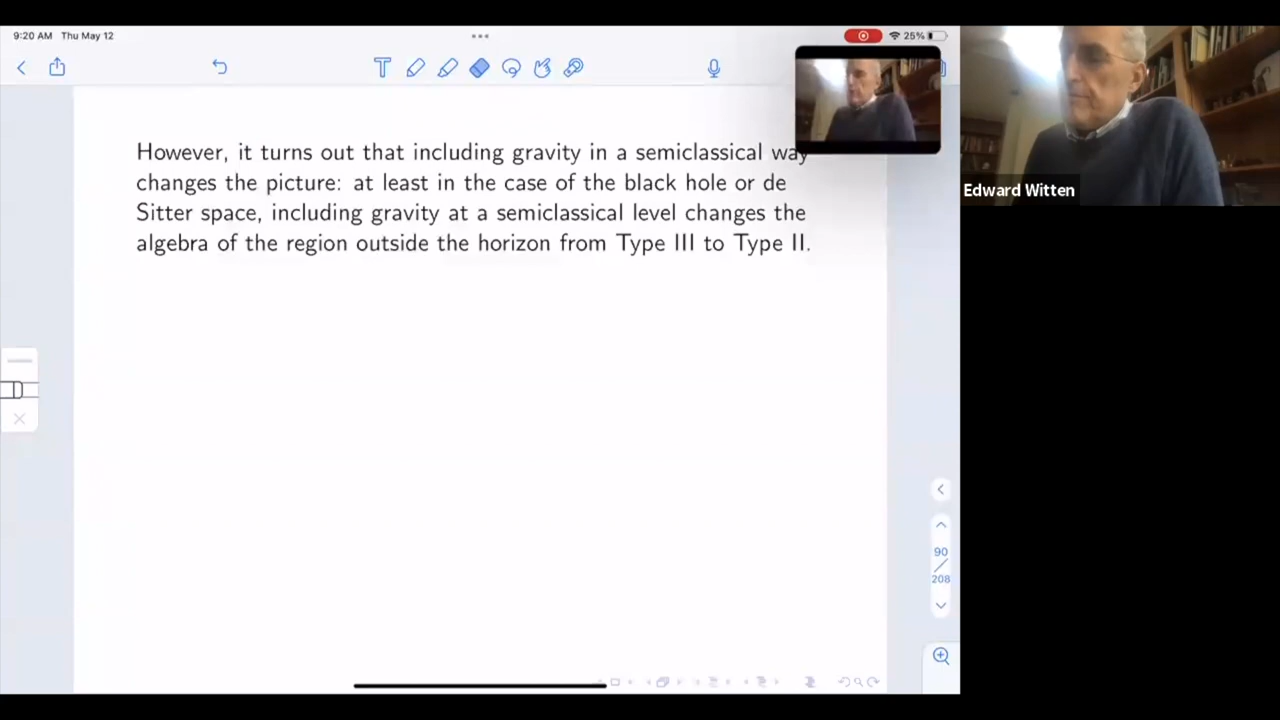 9:20 AM Thu May 12
25%
However, it turns out that including gravity in a semiclassical way
changes the picture: at least in the case of the black hole or de
Sitter space, including gravity at a semiclassical level changes the
algebra of the region outside the horizon from Type III to Type II.
Edward Witten
90
208